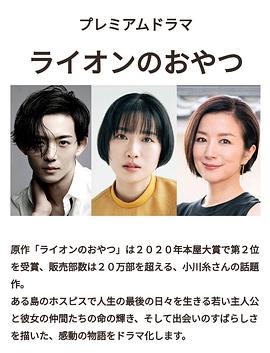 プレミアムドラマ
ライオンのおやつ
原作「ライオンのおやつ」は２０２０年本屋大賞で第２位
を受賞、販売部数は２０万部を超える、小川糸さんの話題
作。
ある島のホスピスで人生の最後の日々を生きる若い主人公
と彼女の仲間たちの命の輝き、そして出会いのすばらしさ
を描いた、感動の物語をドラマ化します。